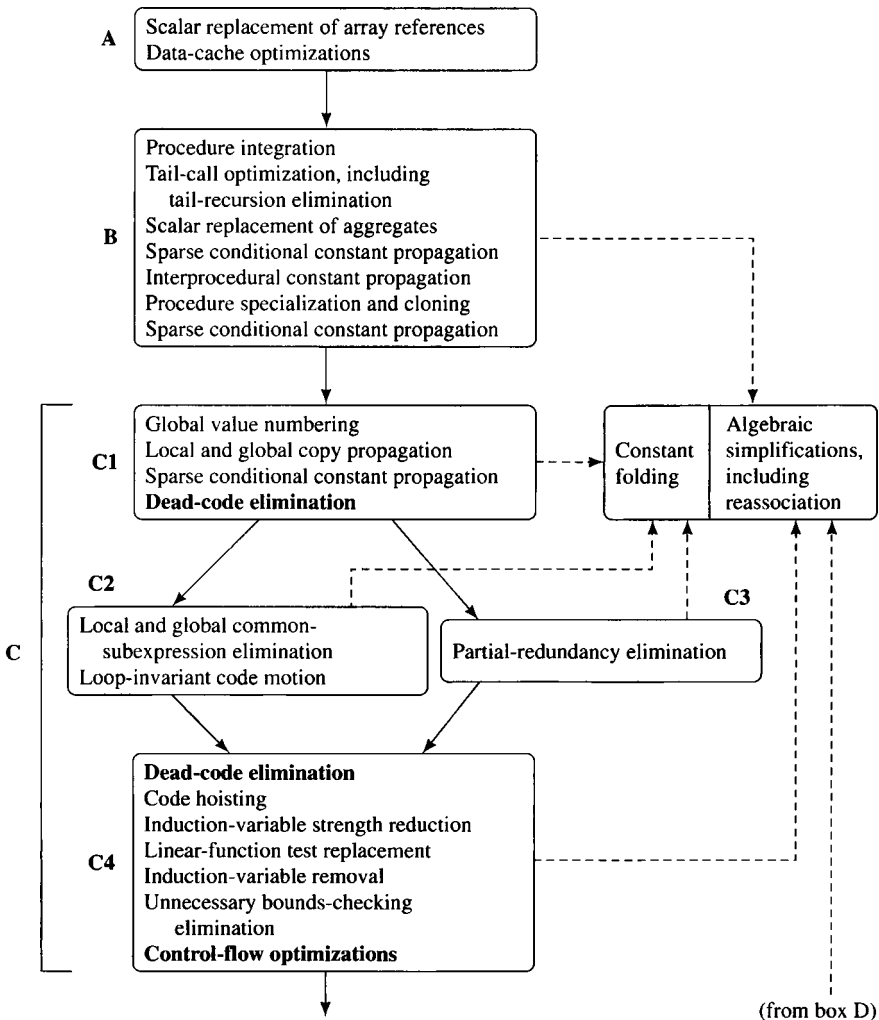 A
Scalar replacement of array references
Data-cache optimizations
B
Procedure integration
Tail-call optimization, including
tail-recursion elimination
Scalar replacement of aggregates
Sparse conditional constant propagation
Interprocedural constant propagation
Procedure specialization and cloning
Sparse conditional constant propagation
C
C1
Global value numbering
Local and global copy propagation
Sparse conditional constant propagation
Dead-code elimination
Constant
folding
Algebraic
simplifications,
including
reassociation
C2
Local and global common-
subexpression elimination
Loop-invariant code motion
C3
Partial-redundancy elimination
C4
Dead-code elimination
Code hoisting
Induction-variable strength reduction
Linear-function test replacement
Induction-variable removal
Unnecessary bounds-checking
elimination
Control-flow optimizations
(from box D)